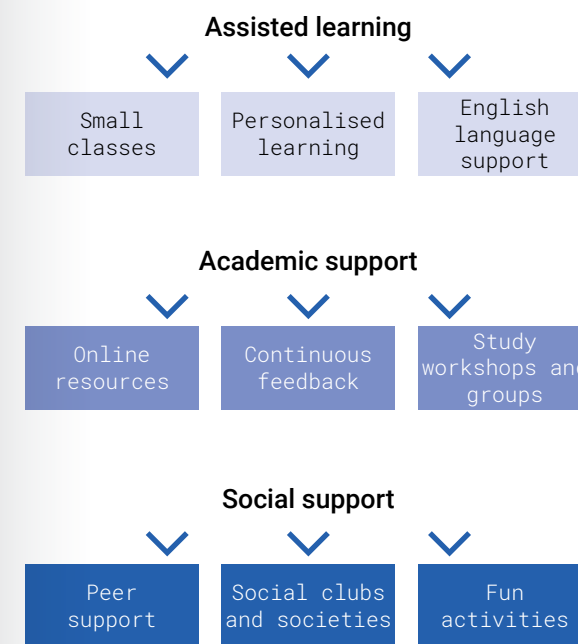 Assisted learning
Small
classes
Personalised
learning
English
language
support
Academic support
Online
resources
Continuous
feedback
Study
workshops and
groups
Social support
Peer
support
Social clubs
and societies
Fun
activities